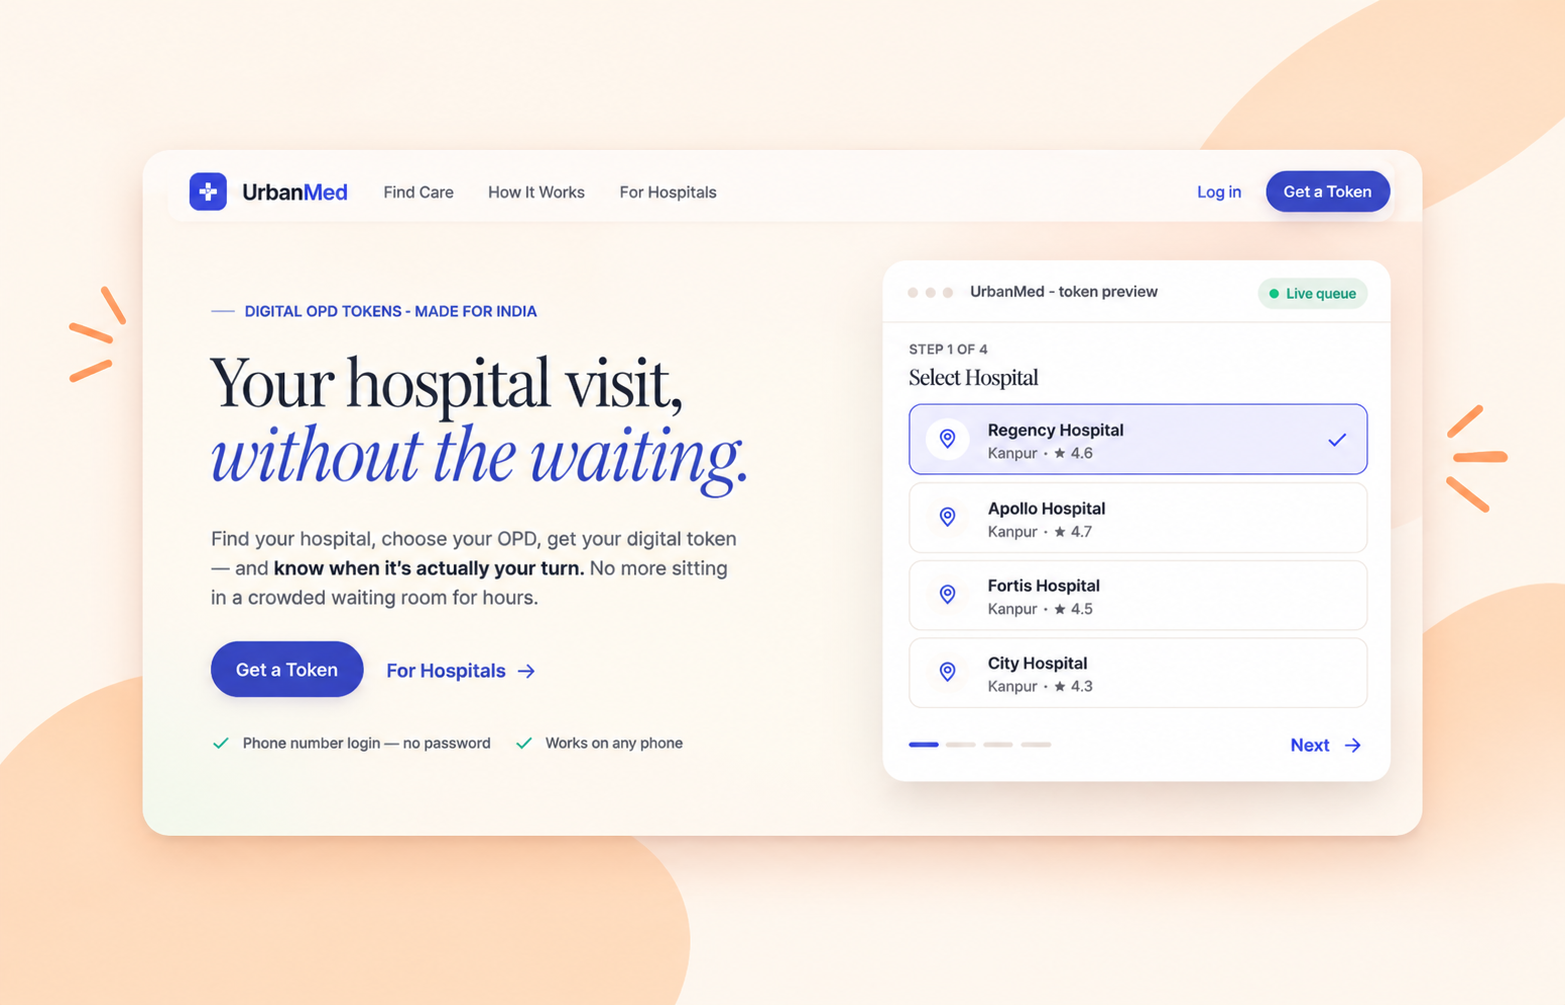 UrbanMed
Find Care
How It Works
For Hospitals
Log in
Get a Token
DIGITAL OPD TOKENS - MADE FOR INDIA
Your hospital visit,
without the waiting.
Find your hospital, choose your OPD, get your digital token
— and know when it's actually your turn. No more sitting
in a crowded waiting room for hours.
Get a Token
For Hospitals →
Phone number login — no password
Works on any phone
UrbanMed - token preview
Live queue
STEP 1 OF 4
Select Hospital
Regency Hospital
Kanpur · ★ 4.6
Apollo Hospital
Kanpur · ★ 4.7
Fortis Hospital
Kanpur · ★ 4.5
City Hospital
Kanpur · ★ 4.3
Next →